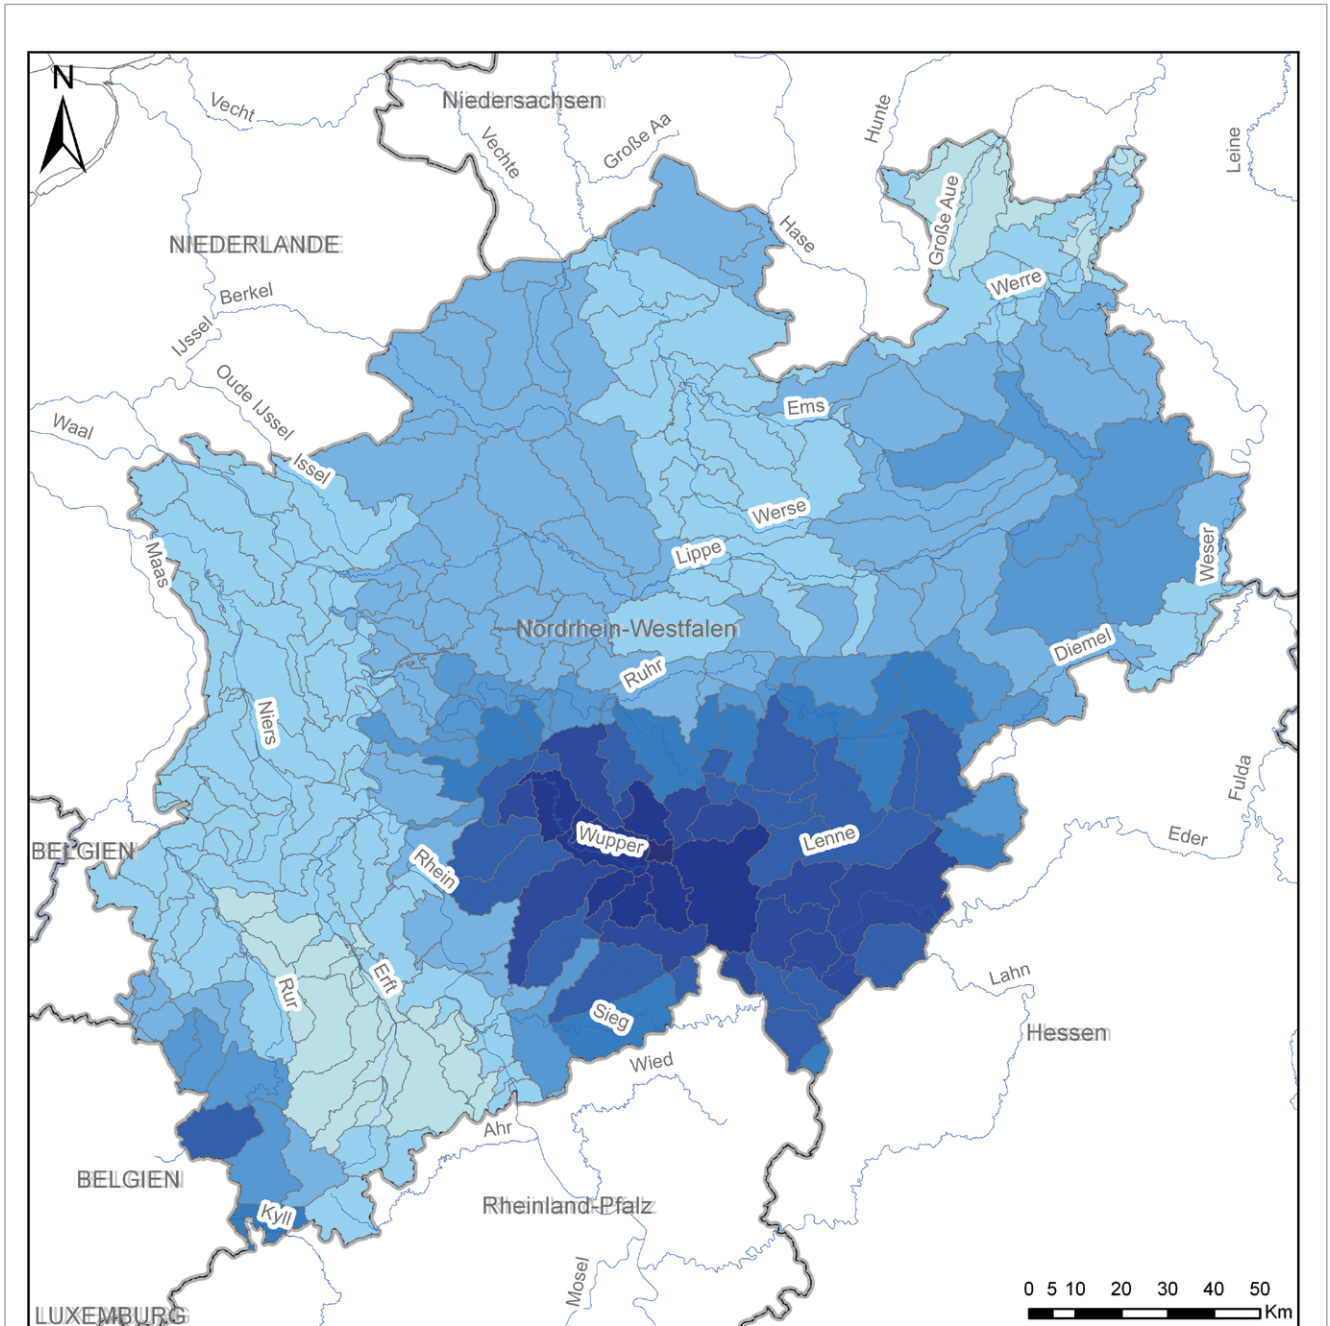 N
Vecht
Niedersachsen
Vechte
Große Aa
Hunte
Leine
Große Aue
Hase
NIEDERLANDE
Werre
Berkel
IJssel
Oude IJssel
Ems
Waal
Issel
Werse
Lippe
Maas
Weser
Nordrhein-Westfalen
Diemel
Ruhr
Niers
Fulda
Wupper
Lenne
Eder
BELGIEN
Rhein
Rur
Erft
Lahn
Sieg
Hessen
Wied
Ahr
BELGIEN
Rheinland-Pfalz
Kyll
Mosel
0 5 10 20 30 40 50
Km
LUXEMBURG